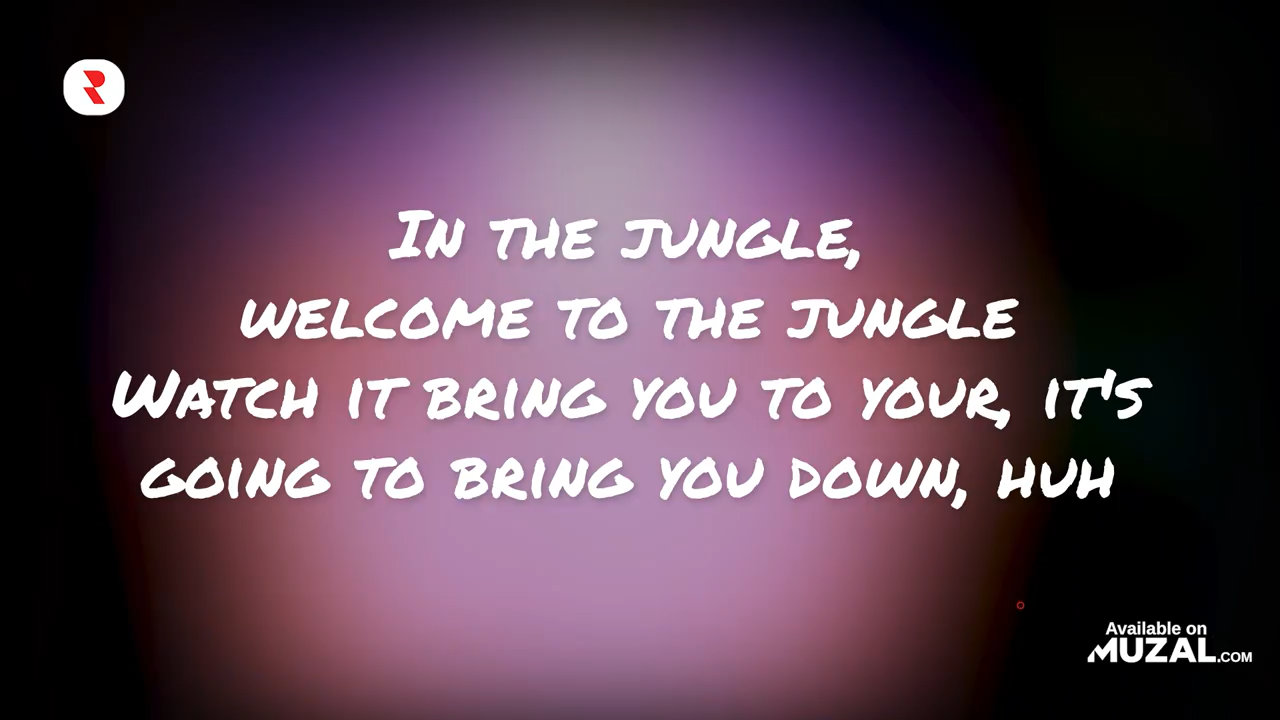 In the jungle,
welcome to the jungle
Watch it bring you to your, it's
going to bring you down, huh
Available on
MUZAL.COM